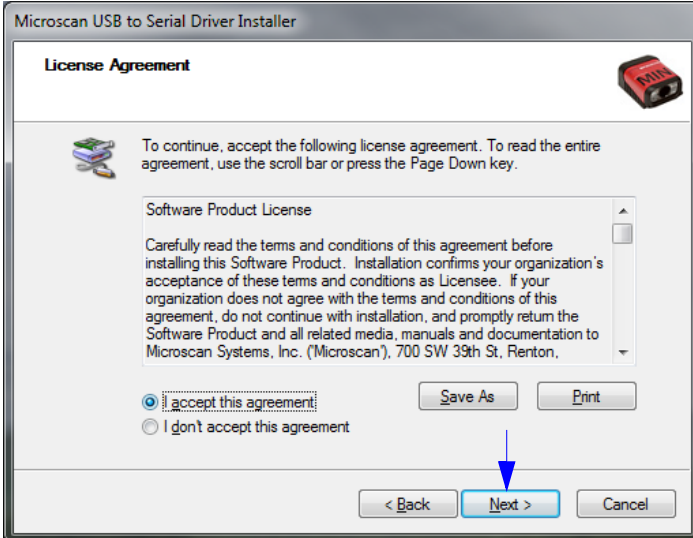 Microscan USB to Serial Driver Installer
License Agreement
MINI
To continue, accept the following license agreement. To read the entire
agreement, use the scroll bar or press the Page Down key.
Software Product License
Carefully read the terms and conditions of this agreement before
installing this Software Product.  Installation confirms your organization's
acceptance of these terms and conditions as Licensee.  If your
organization does not agree with the terms and conditions of this
agreement, do not continue with installation, and promptly return the
Software Product and all related media, manuals and documentation to
Microscan Systems, Inc. ('Microscan'), 700 SW 39th St, Renton,
I accept this agreement
Save As
Print
I don't accept this agreement
< Back
Next >
Cancel